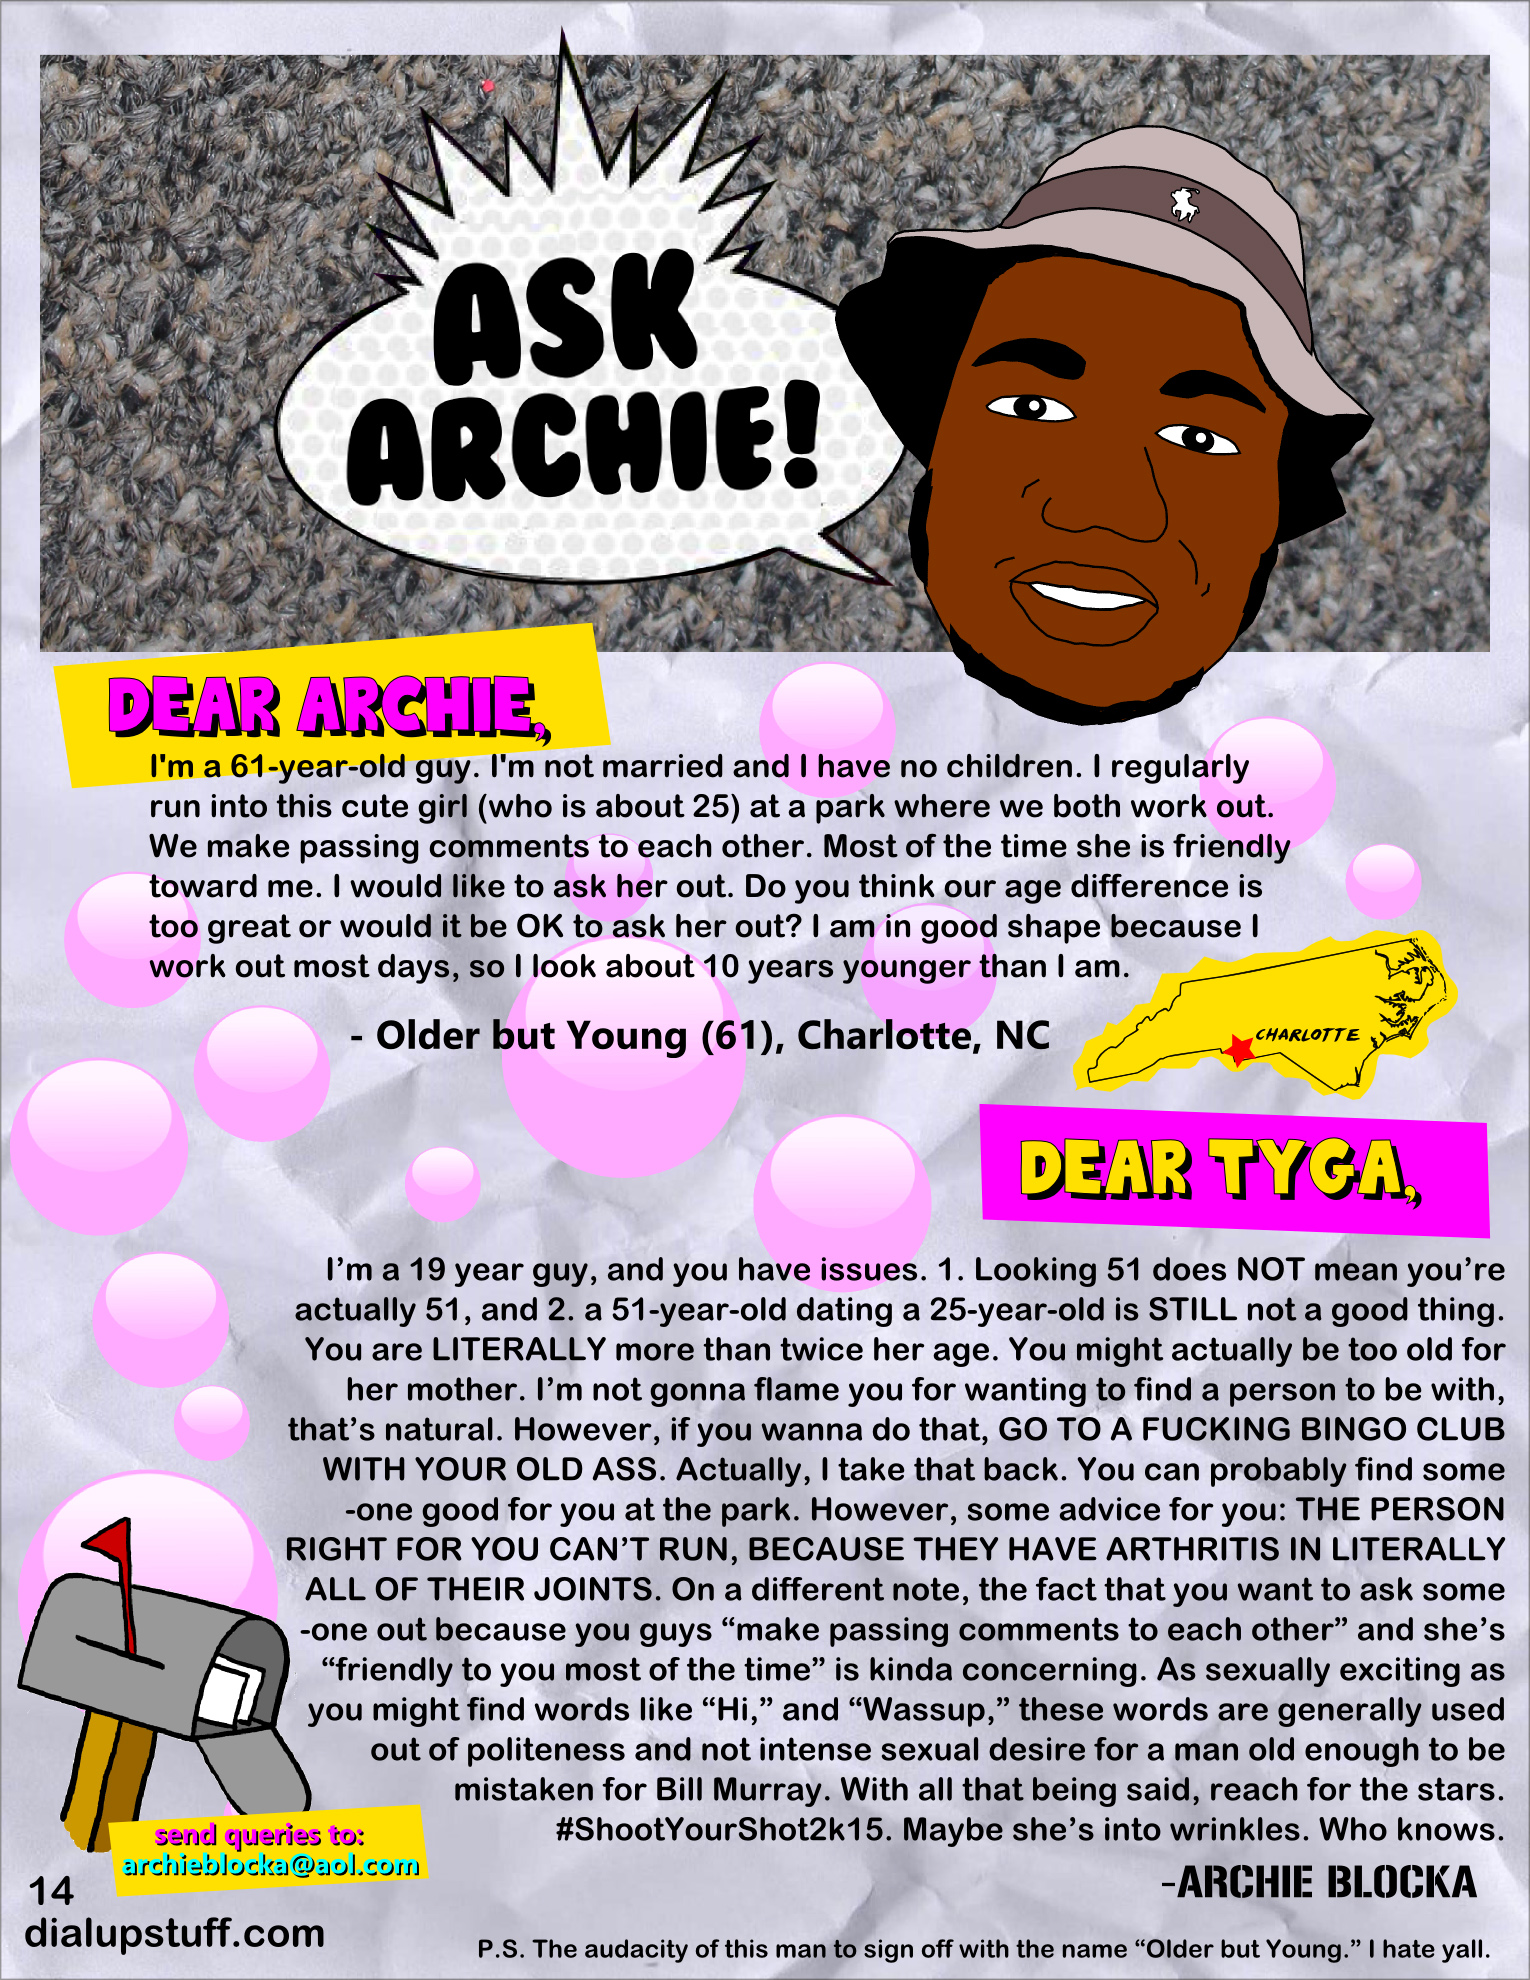 ASK
ARCHIE!
DEAR ARCHIE,
I'm a 61-year-old guy. I'm not married and I have no children. I regularly
run into this cute girl (who is about 25) at a park where we both work out.
We make passing comments to each other. Most of the time she is friendly
toward me. I would like to ask her out. Do you think our age difference is
too great or would it be OK to ask her out? I am in good shape because I
work out most days, so I look about 10 years younger than I am.
- Older but Young (61), Charlotte, NC
CHARLOTTE
DEAR TYGA,
I’m a 19 year guy, and you have issues. 1. Looking 51 does NOT mean you’re
actually 51, and 2. a 51-year-old dating a 25-year-old is STILL not a good thing.
You are LITERALLY more than twice her age. You might actually be too old for
her mother. I’m not gonna flame you for wanting to find a person to be with,
that’s natural. However, if you wanna do that, GO TO A FUCKING BINGO CLUB
WITH YOUR OLD ASS. Actually, I take that back. You can probably find some
-one good for you at the park. However, some advice for you: THE PERSON
RIGHT FOR YOU CAN’T RUN, BECAUSE THEY HAVE ARTHRITIS IN LITERALLY
ALL OF THEIR JOINTS. On a different note, the fact that you want to ask some
-one out because you guys “make passing comments to each other” and she’s
“friendly to you most of the time” is kinda concerning. As sexually exciting as
you might find words like “Hi,” and “Wassup,” these words are generally used
out of politeness and not intense sexual desire for a man old enough to be
mistaken for Bill Murray. With all that being said, reach for the stars.
#ShootYourShot2k15. Maybe she’s into wrinkles. Who knows.
-ARCHIE BLOCKA
send queries to:
archieblocka@aol.com
14
dialupstuff.com
P.S. The audacity of this man to sign off with the name “Older but Young.” I hate yall.